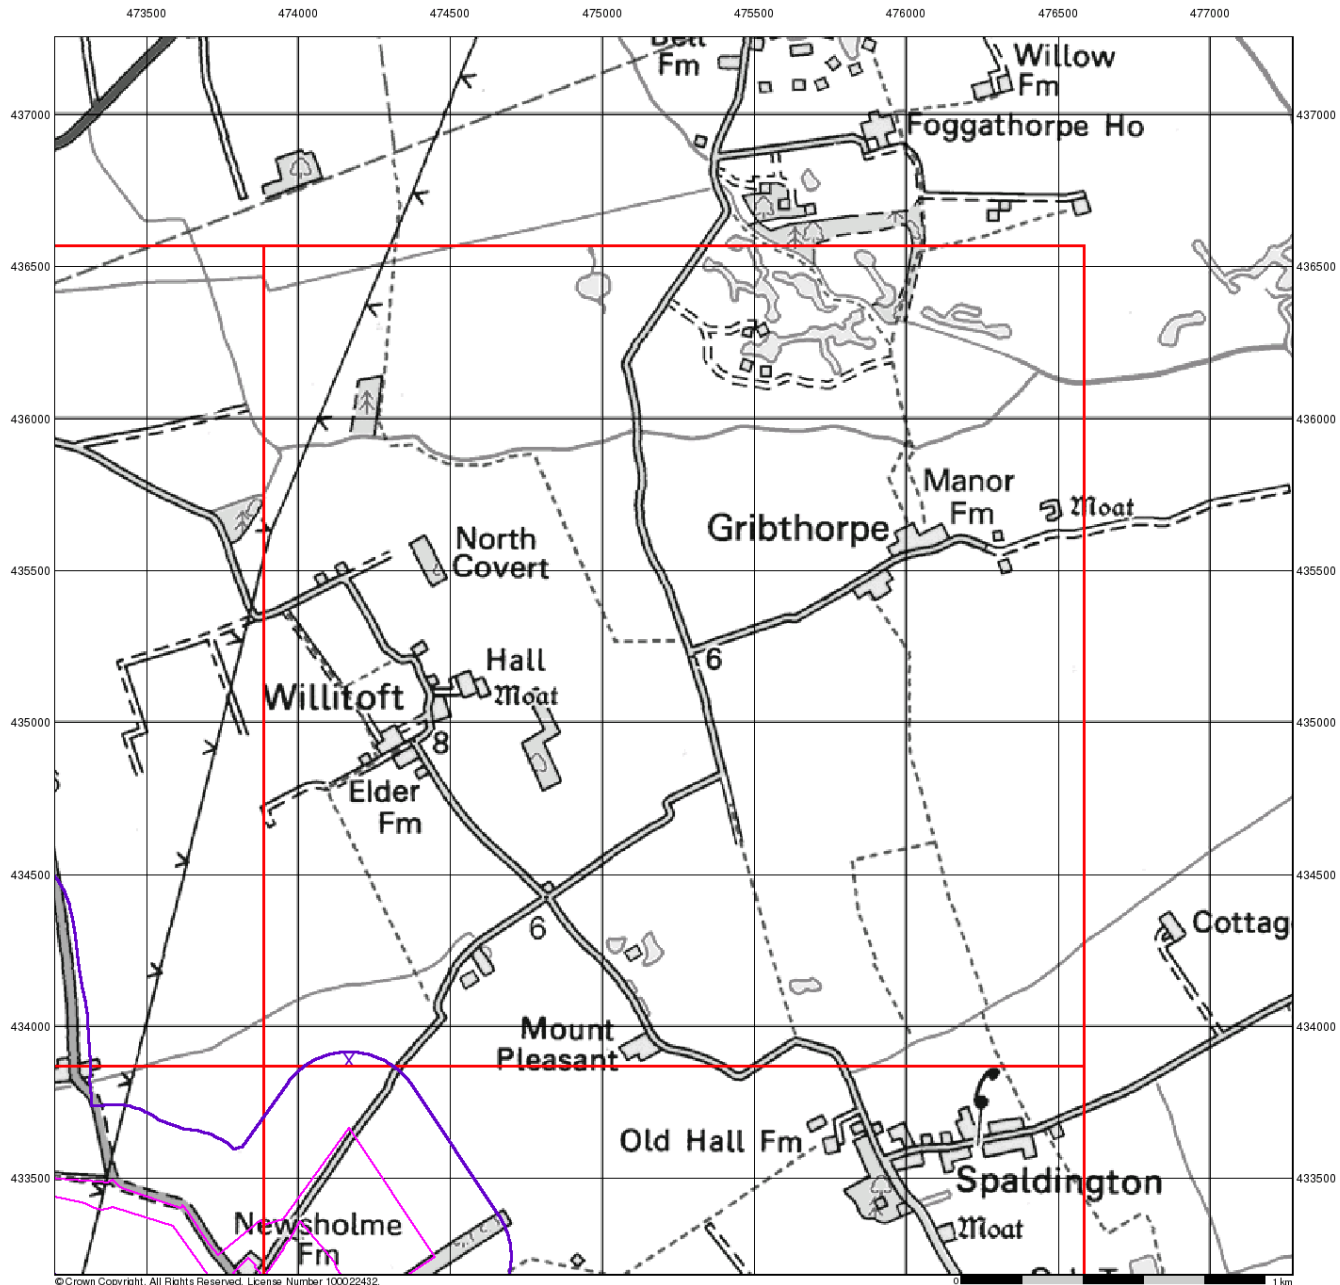 473500 474000 474500 475000 475500 476000 476500 477000
Fm
Willow
Fm
437000 437000
Foggathorpe Ho
436500 436500
436000 436000
Manor
Fm
Moat
Gribthorpe
North
Covert
435500 435500
6
Hall
Moat
Willitoft
435000 435000
8
Elder
Fm
434500 434500
6
Cottag
434000 434000
Mount
Pleasant
X
Old Hall Fm
Spaldington
433500 433500
Newsholme
Fm
Moat
©Crown Copyright. All Rights Reserved. License Number 100022432.
0 1 km